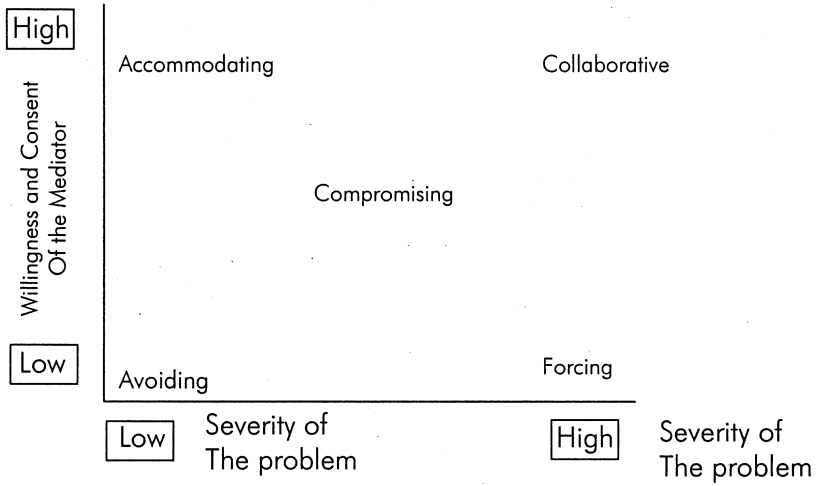 High
Accommodating
Collaborative
Willingness and Consent
Of the Mediator
Compromising
Low
Avoiding
Forcing
Low
Severity of
The problem
High
Severity of
The problem